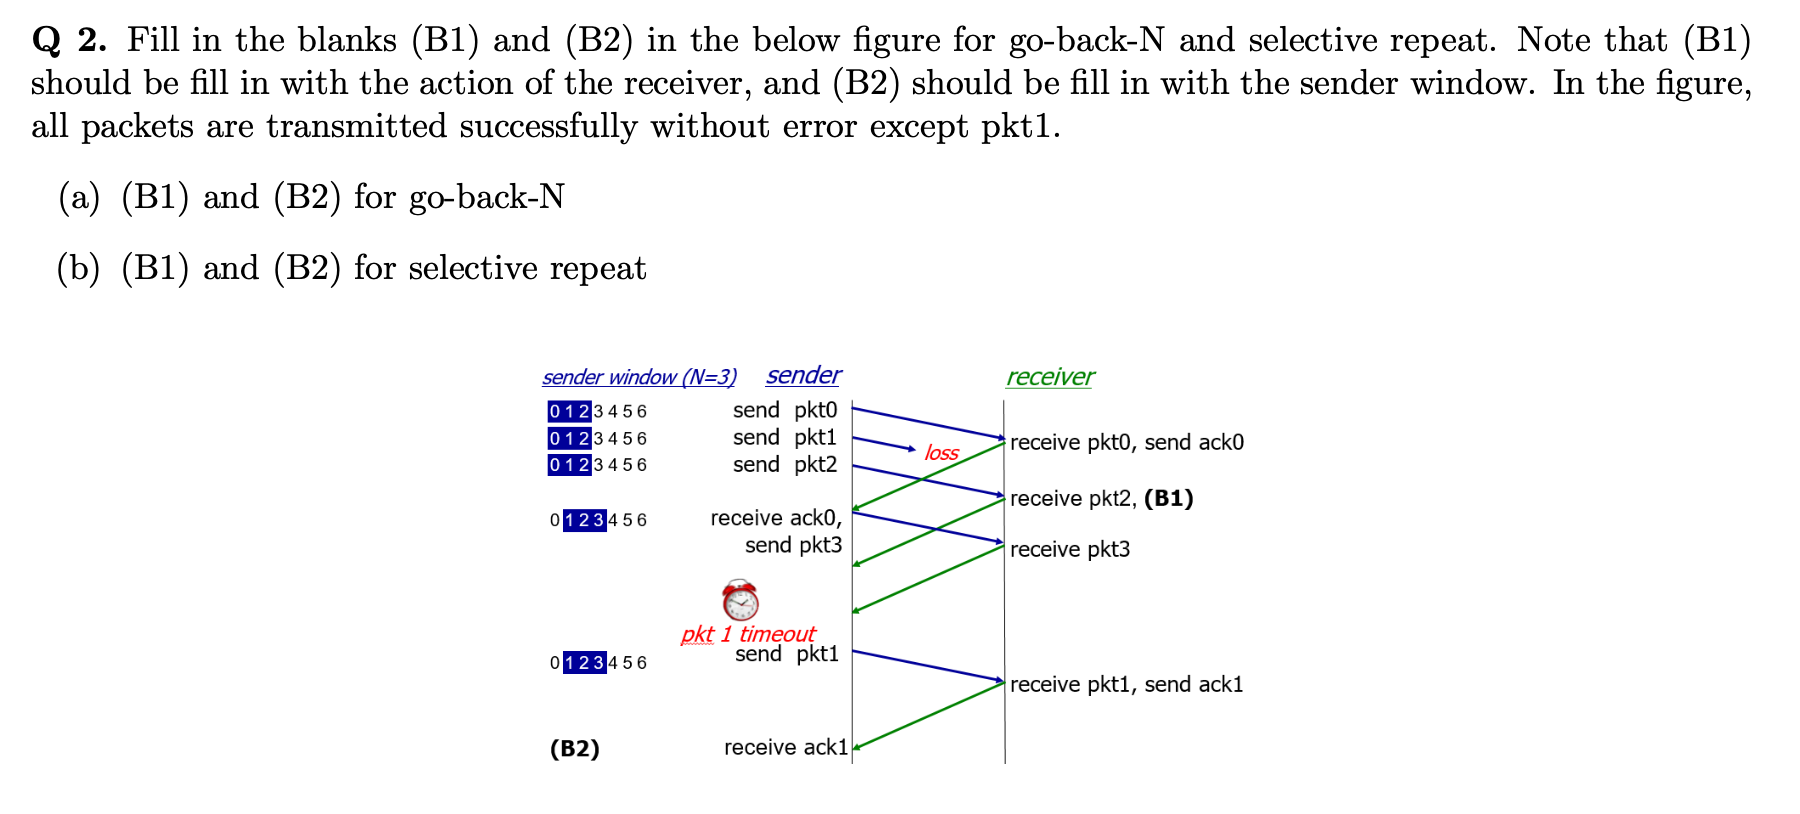 Q 2. Fill in the blanks (B1) and (B2) in the below figure for go-back-N and selective repeat. Note that (B1)
should be fill in with the action of the receiver, and (B2) should be fill in with the sender window. In the figure,
all packets are transmitted successfully without error except pkt1.
(a) (B1) and (B2) for go-back-N
(b) (B1) and (B2) for selective repeat
sender window (N=3) sender receiver
0 1 2 3 4 5 6 send pkt0
0 1 2 3 4 5 6 send pkt1
receive pkt0, send ack0
loss
0 1 2 3 4 5 6 send pkt2
receive pkt2, (B1)
0 1 2 3 4 5 6 receive ack0,
send pkt3
receive pkt3
pkt 1 timeout
0 1 2 3 4 5 6 send pkt1
receive pkt1, send ack1
(B2) receive ack1